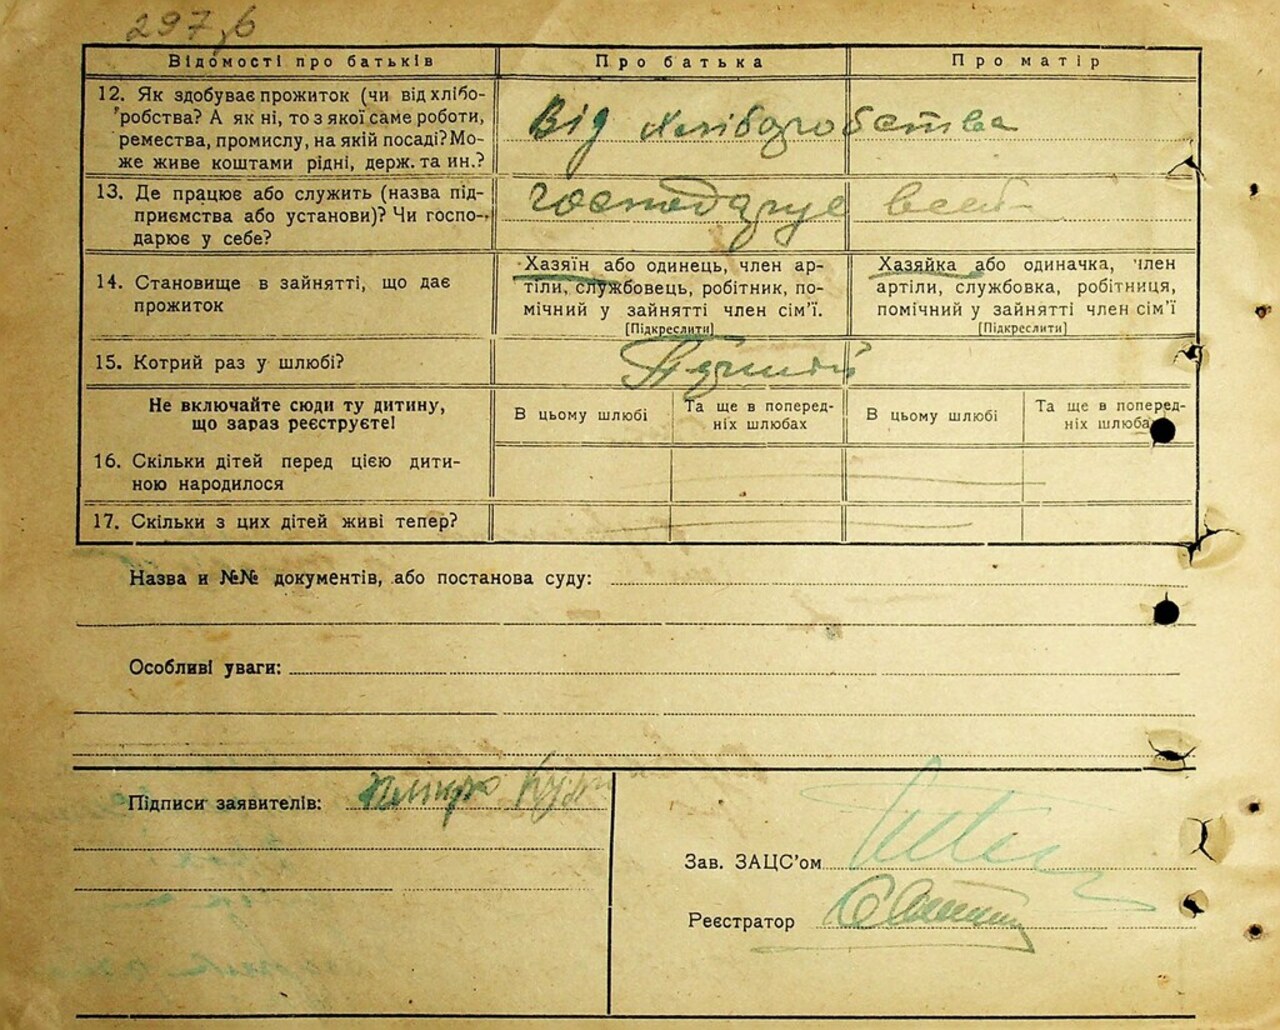 297
Відомості про батьків
Про батька
Про матір
12. Як здобуває прожиток (чи від хлібо-
робства? А як ні, то з якої саме роботи,
ремества, промислу, на якій посаді? Мо-
же живе коштами рідні, держ. та ин.?
Від хліборобства
13. Де працює або служить (назва під-
приємства або установи)? Чи госпо-
дарює у себе?
господарує в себе
14. Становище в зайнятті, що дає
прожиток
Хазяїн або одинець, член ар-
тіли, службовець, робітник, по-
мічний у зайнятті член сім'ї.
[Підкреслити]
Хазяйка або одиначка, член
артіли, службовка, робітниця,
помічний у зайнятті член сім'ї
[Підкреслити]
15. Котрий раз у шлюбі?
Не включайте сюди ту дитину,
що зараз реєструєте!
В цьому шлюбі
Та ще в поперед-
ніх шлюбах
В цьому шлюбі
Та ще в поперед-
ніх шлюбах
16. Скільки дітей перед цією дити-
ною народилося
17. Скільки з цих дітей живі тепер?
Назва и №№ документів, або постанова суду:
Особливі уваги:
Підписи заявителів:
Зав. ЗАЦС'ом
Реєстратор